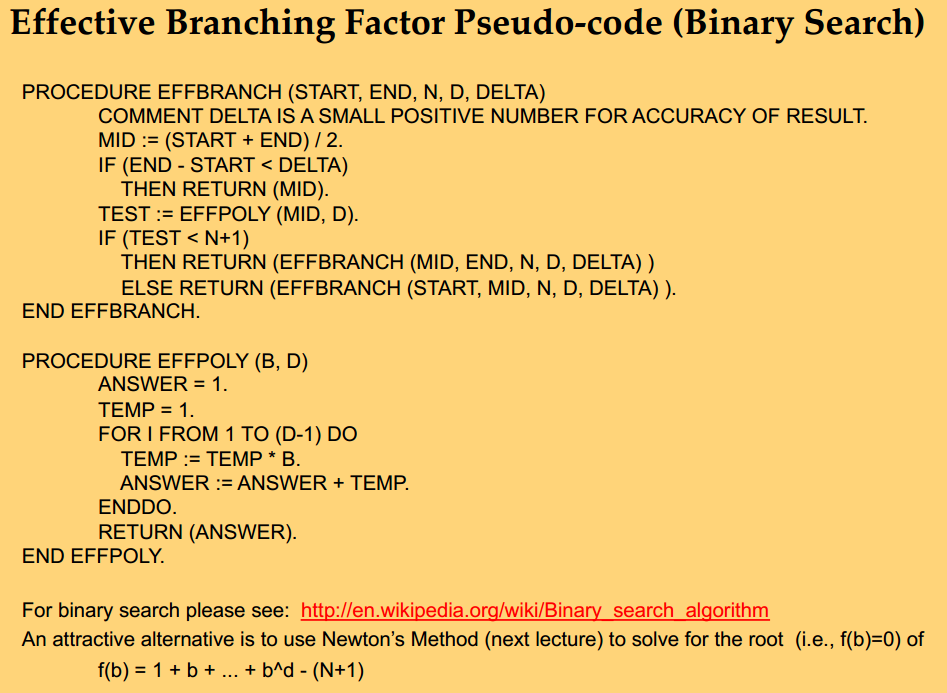 Effective Branching Factor Pseudo-code (Binary Search)
PROCEDURE EFFBRANCH (START, END, N, D, DELTA)
COMMENT DELTA IS A SMALL POSITIVE NUMBER FOR ACCURACY OF RESULT.
MID := (START + END) / 2.
IF (END - START < DELTA)
THEN RETURN (MID).
TEST := EFFPOLY (MID, D).
IF (TEST < N+1)
THEN RETURN (EFFBRANCH (MID, END, N, D, DELTA) )
ELSE RETURN (EFFBRANCH (START, MID, N, D, DELTA) ).
END EFFBRANCH.
PROCEDURE EFFPOLY (B, D)
ANSWER = 1.
TEMP = 1.
FOR I FROM 1 TO (D-1) DO
TEMP := TEMP * B.
ANSWER := ANSWER + TEMP.
ENDDO.
RETURN (ANSWER).
END EFFPOLY.
For binary search please see: http://en.wikipedia.org/wiki/Binary_search_algorithm
An attractive alternative is to use Newton's Method (next lecture) to solve for the root (i.e., f(b)=0) of
f(b) = 1 + b + ... + b^d - (N+1)